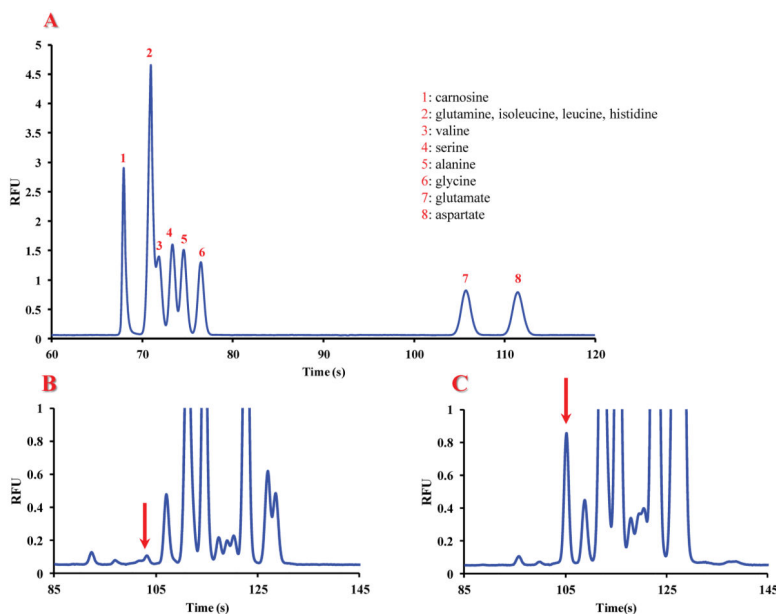 A
5
4.5
4
3.5
3
2.5
2
1.5
1
0.5
0
RFU
1
2
3
4
5
6
7
8
60 70 80 90 100 110 120
Time (s)
1: carnosine
2: glutamine, isoleucine, leucine, histidine
3: valine
4: serine
5: alanine
6: glycine
7: glutamate
8: aspartate
B
1
0.8
0.6
0.4
0.2
0
RFU
85 105 125 145
Time(s)
C
1
0.8
0.6
0.4
0.2
0
RFU
85 105 125 145
Time(s)